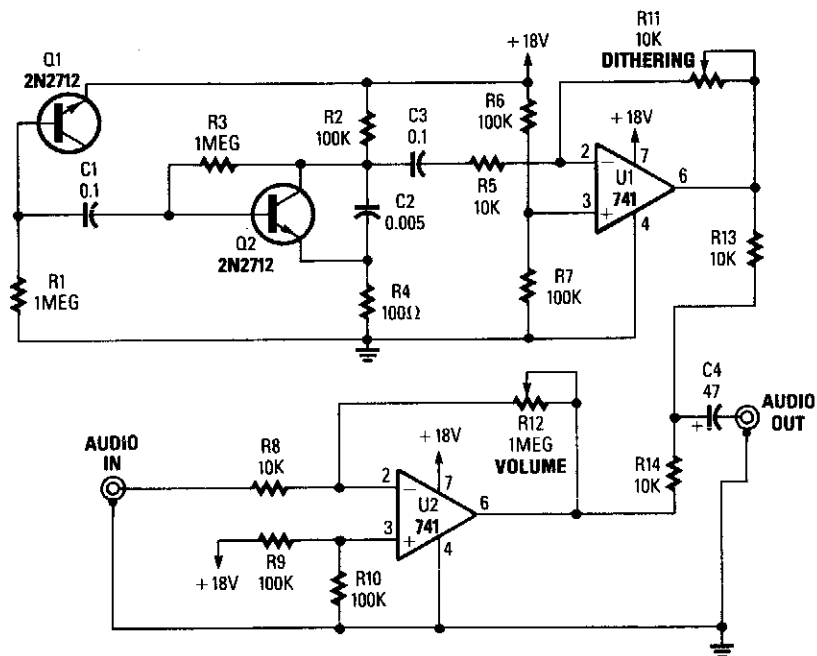 Q1
2N2712
+18V
R11
10K
DITHERING
R2
100K
C3
0.1
R6
100K
R3
1MEG
+18V
C1
0.1
2
−
7
U1
741
6
R5
10K
3
+
4
C2
0.005
Q2
2N2712
R13
10K
R1
1MEG
R4
100Ω
R7
100K
C4
47
+
AUDIO
OUT
AUDIO
IN
R8
10K
+18V
R12
1MEG
VOLUME
R14
10K
2
−
7
U2
741
6
3
+
4
+18V
R9
100K
R10
100K